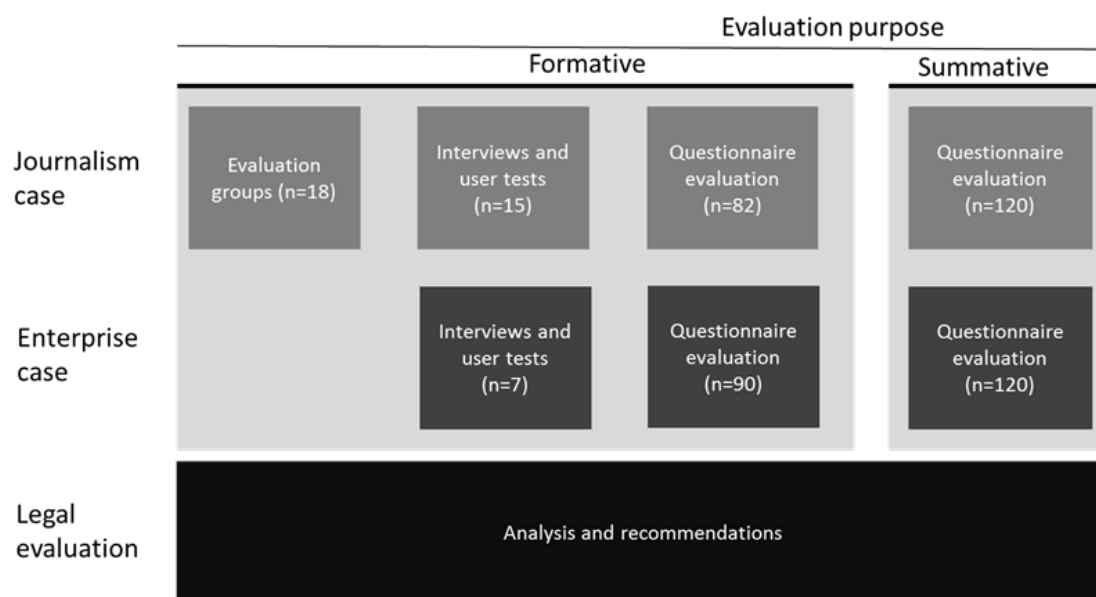 Evaluation purpose
Formative
Summative
Journalism
case
Evaluation
groups (n=18)
Interviews and
user tests
(n=15)
Questionnaire
evaluation
(n=82)
Questionnaire
evaluation
(n=120)
Enterprise
case
Interviews and
user tests
(n=7)
Questionnaire
evaluation
(n=90)
Questionnaire
evaluation
(n=120)
Legal
evaluation
Analysis and recommendations